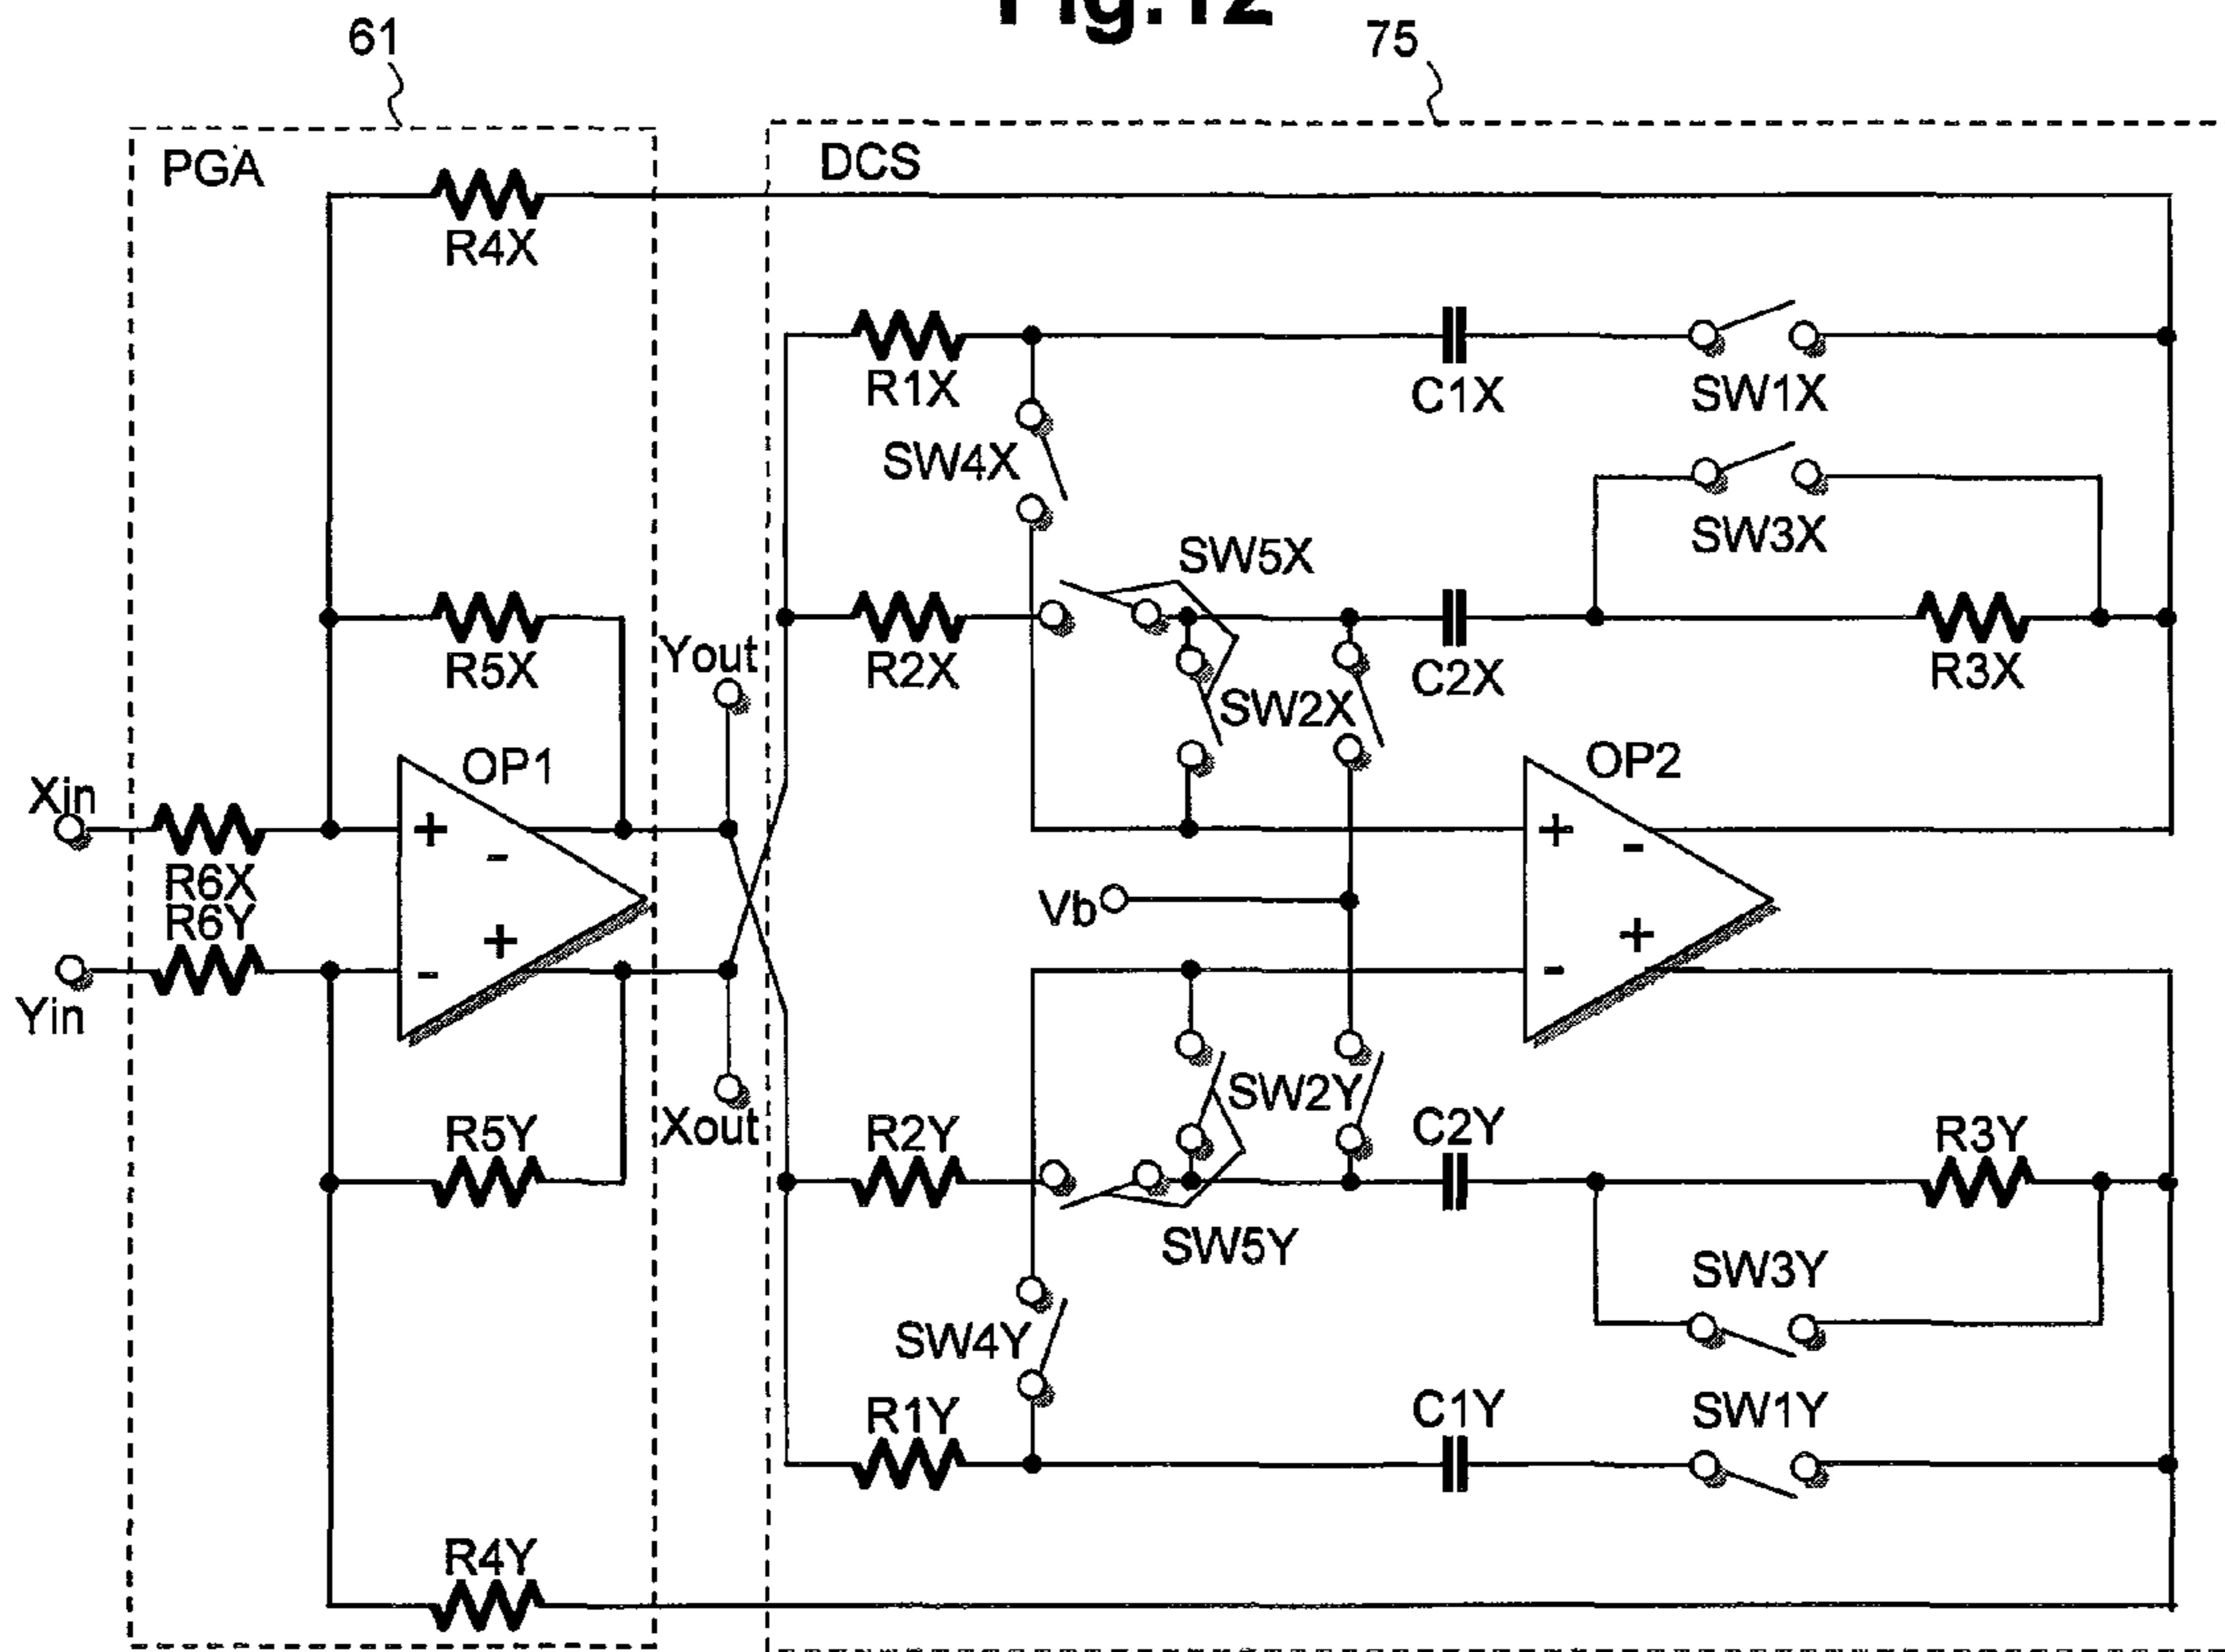 Fig.12
61
75
PGA
DCS
R4X
R1X
C1X
SW1X
SW4X
SW3X
SW5X
R5X
Yout
R2X
SW2X
C2X
R3X
OP1
OP2
Xin
+
-
+
-
R6X
R6Y
Vb
+
-
+
-
Yin
SW2Y
R5Y
Xout
R2Y
C2Y
R3Y
SW5Y
SW3Y
SW4Y
R1Y
C1Y
SW1Y
R4Y